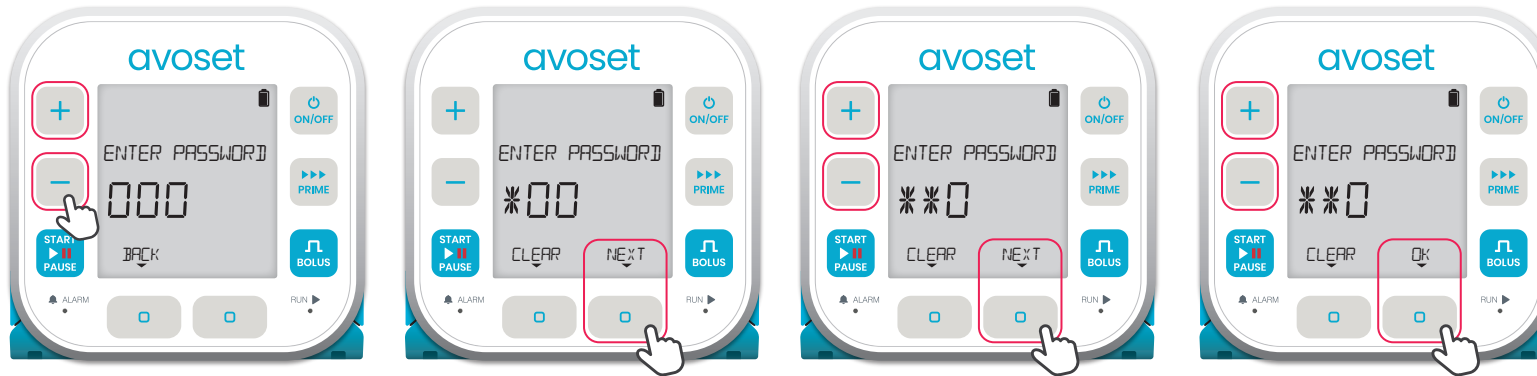 avoset
+
ON/OFF
ENTER PASSWORD
000
−
PRIME
START
PAUSE
BACK
BOLUS
ALARM
RUN
avoset
+
ON/OFF
ENTER PASSWORD
*00
−
PRIME
START
PAUSE
CLEAR NEXT
BOLUS
ALARM
RUN
avoset
+
ON/OFF
ENTER PASSWORD
**0
−
PRIME
START
PAUSE
CLEAR NEXT
BOLUS
ALARM
RUN
avoset
+
ON/OFF
ENTER PASSWORD
**0
−
PRIME
START
PAUSE
CLEAR OK
BOLUS
ALARM
RUN